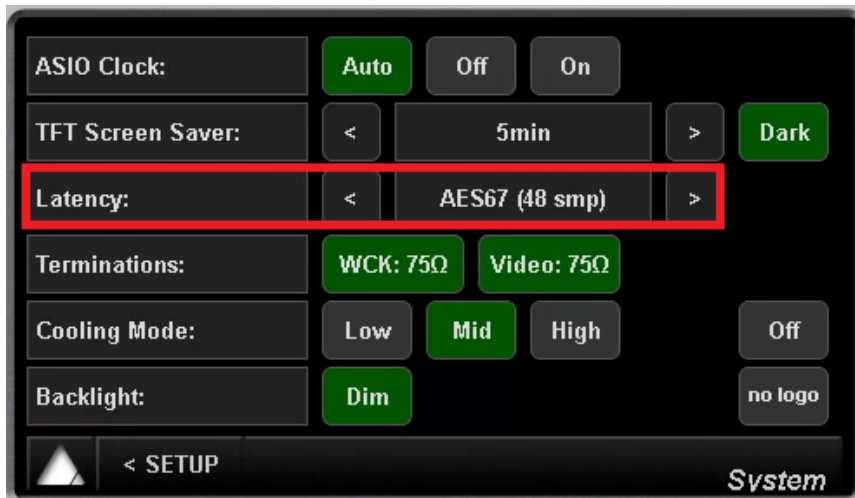 ASIO Clock: Auto Off On
TFT Screen Saver: < 5min > Dark
Latency: < AES67 (48 smp) >
Terminations: WCK: 75Ω Video: 75Ω
Cooling Mode: Low Mid High Off
Backlight: Dim no logo
< SETUP System